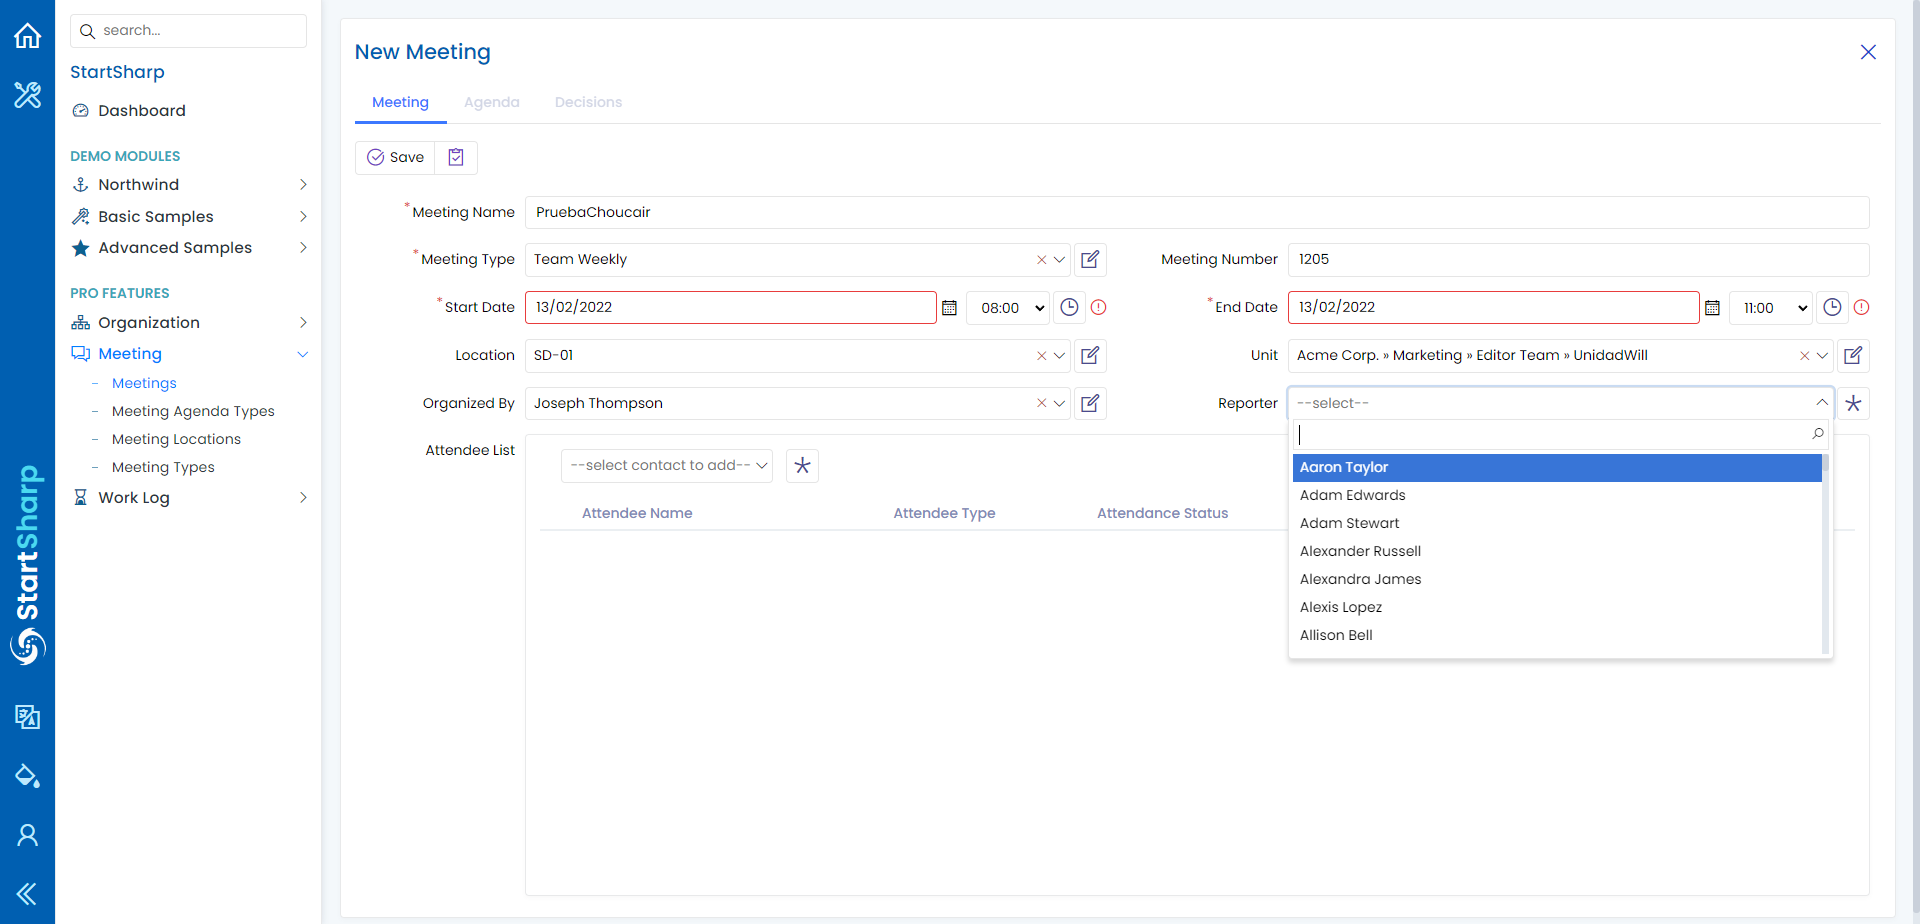 search...
StartSharp
Dashboard
DEMO MODULES
Northwind
Basic Samples
Advanced Samples
PRO FEATURES
Organization
Meeting
- Meetings
- Meeting Agenda Types
- Meeting Locations
- Meeting Types
Work Log
StartSharp
New Meeting
Meeting Agenda Decisions
Save
*Meeting Name PruebaChoucair
*Meeting Type Team Weekly Meeting Number 1205
*Start Date 13/02/2022 08:00 *End Date 13/02/2022 11:00
Location SD-01 Unit Acme Corp. » Marketing » Editor Team » UnidadWill
Organized By Joseph Thompson Reporter --select--
Attendee List
--select contact to add--
Attendee Name Attendee Type Attendance Status
Aaron Taylor
Adam Edwards
Adam Stewart
Alexander Russell
Alexandra James
Alexis Lopez
Allison Bell